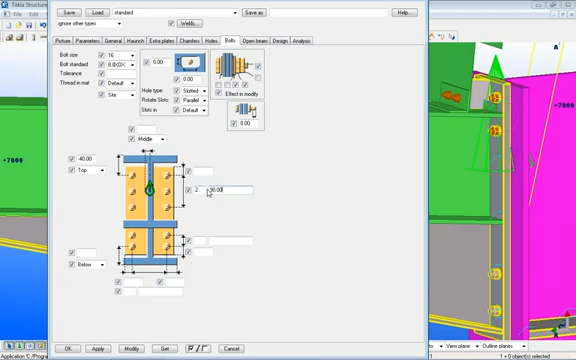 Tekla Structure
Save
Load
standard
Save as
Help...
ignore other types
Welds...
Picture
Parameters
General
Haunch
Extra plates
Chamfers
Holes
Bolts
Open beam
Design
Analysis
Bolt size
16
Bolt standard
8.8XOX
Tolerance
Thread in mat
Default
Site
0.00
0.00
Hole type:
Slotted
Rotate Slots:
Parallel
Slots in
Default
Effect in modify
0.00
Middle
-40.00
Top
2
Below
+7000
+7000
OK
Apply
Modify
Get
Cancel
View plane
Outline planes
1 + 0 object(s) selected